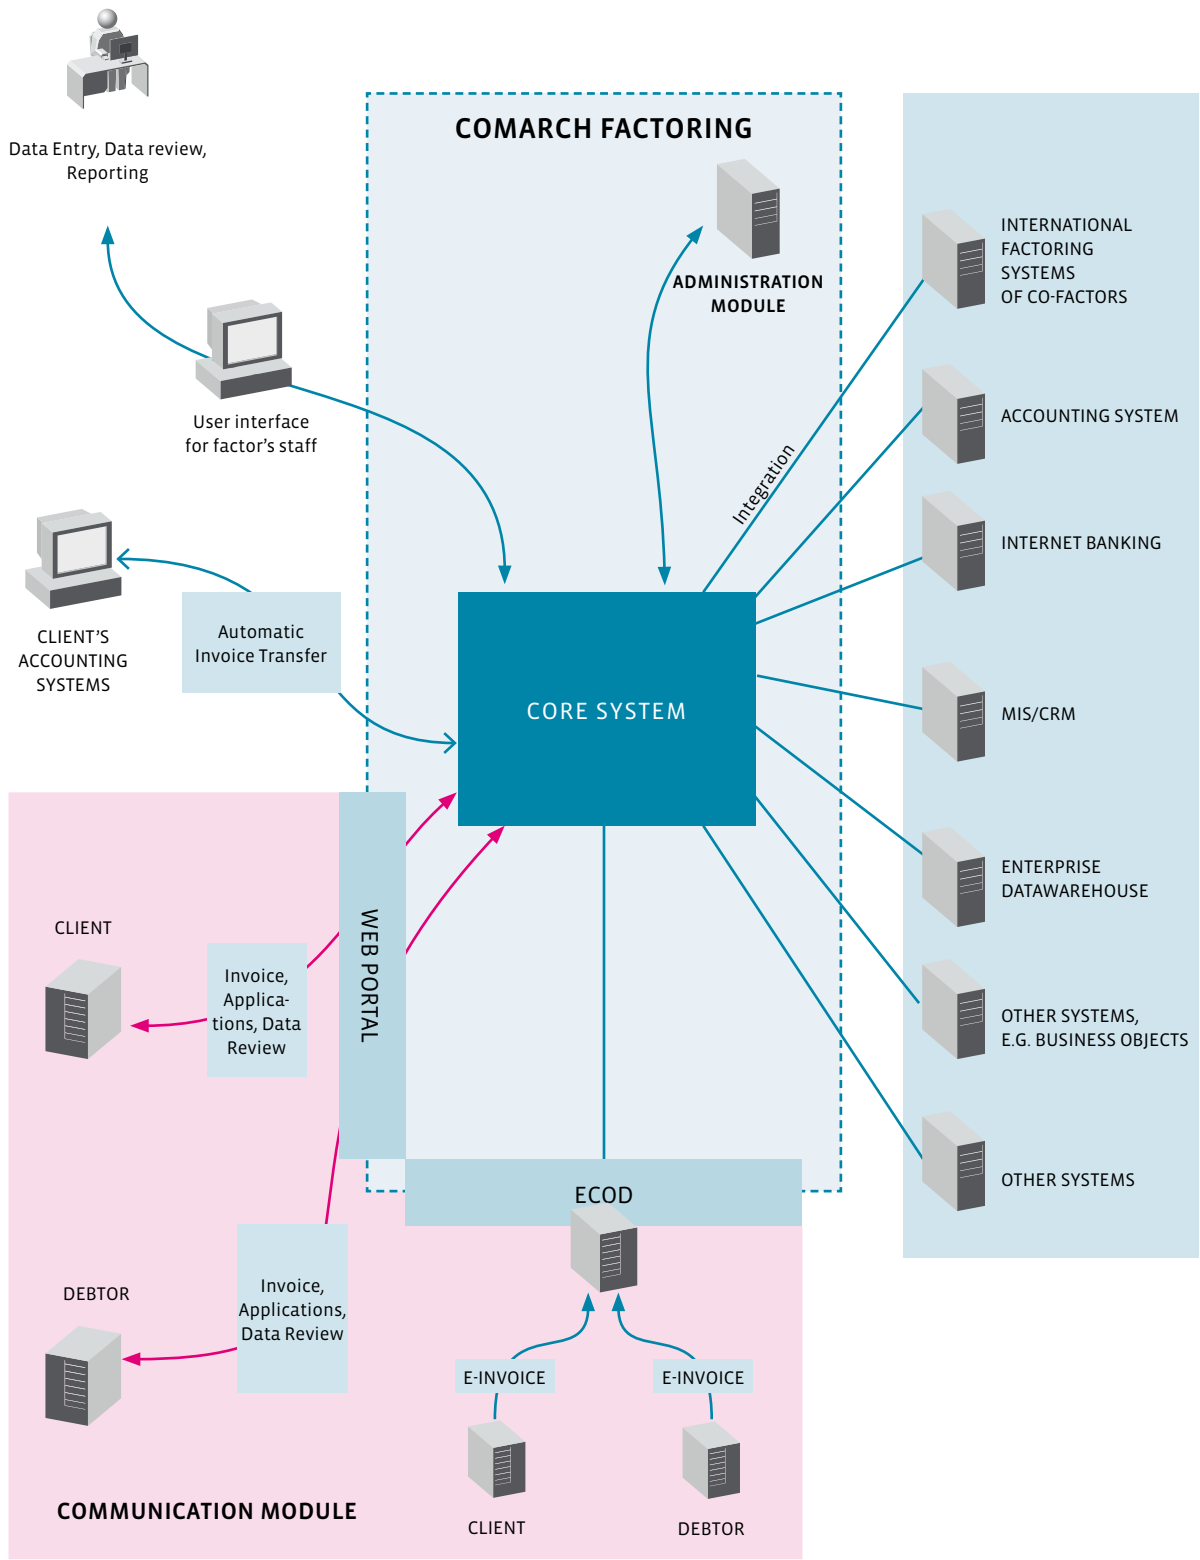 Data Entry, Data review,
Reporting
COMARCH FACTORING
ADMINISTRATION
MODULE
User interface
for factor's staff
Integration
CLIENT'S
ACCOUNTING
SYSTEMS
Automatic
Invoice Transfer
CORE SYSTEM
INTERNATIONAL
FACTORING
SYSTEMS
OF CO-FACTORS
ACCOUNTING SYSTEM
INTERNET BANKING
MIS/CRM
ENTERPRISE
DATAWAREHOUSE
OTHER SYSTEMS,
E.G. BUSINESS OBJECTS
OTHER SYSTEMS
CLIENT
Invoice,
Applica-
tions, Data
Review
WEB PORTAL
ECOD
DEBTOR
Invoice,
Applications,
Data Review
E-INVOICE
E-INVOICE
CLIENT
DEBTOR
COMMUNICATION MODULE